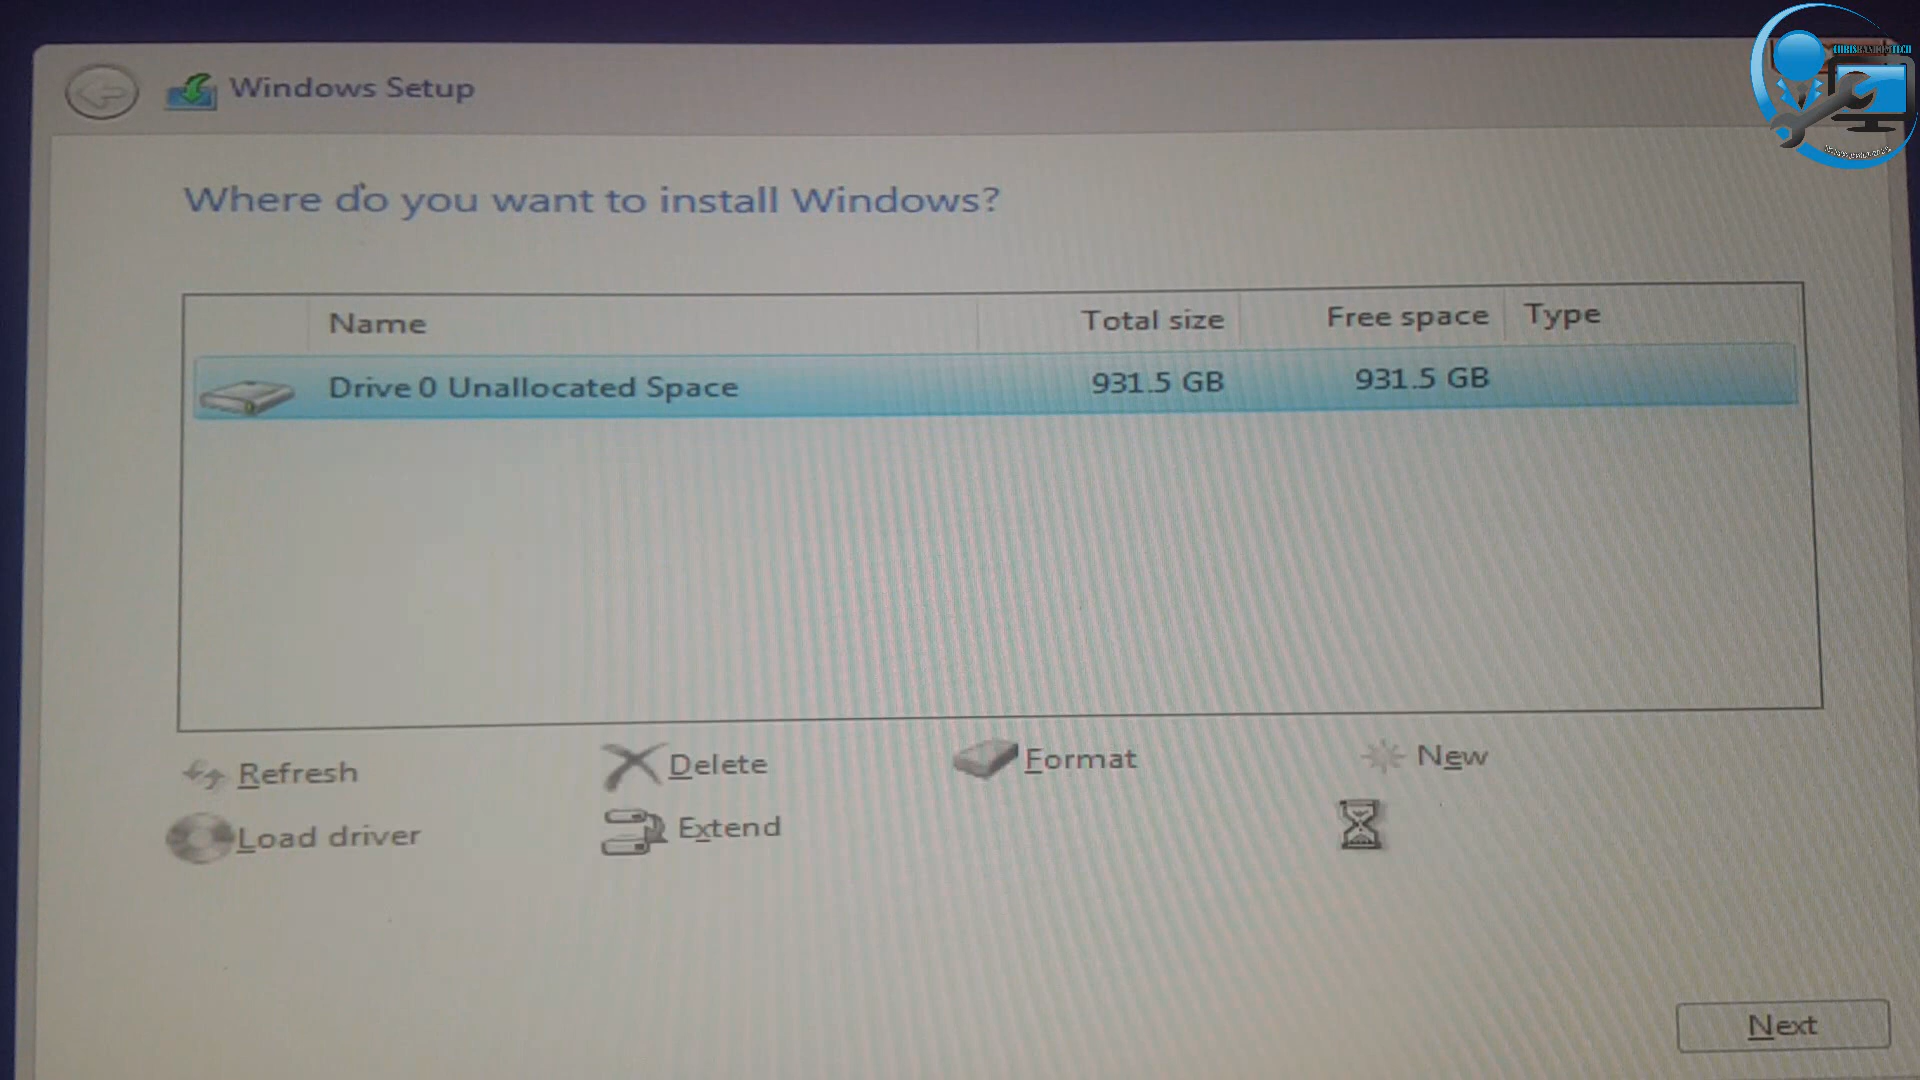 Windows Setup
CHRISRANDOMTECH
Where do you want to install Windows?
Name Total size Free space Type
Drive 0 Unallocated Space 931.5 GB 931.5 GB
Refresh Delete Format New
Load driver Extend
Next